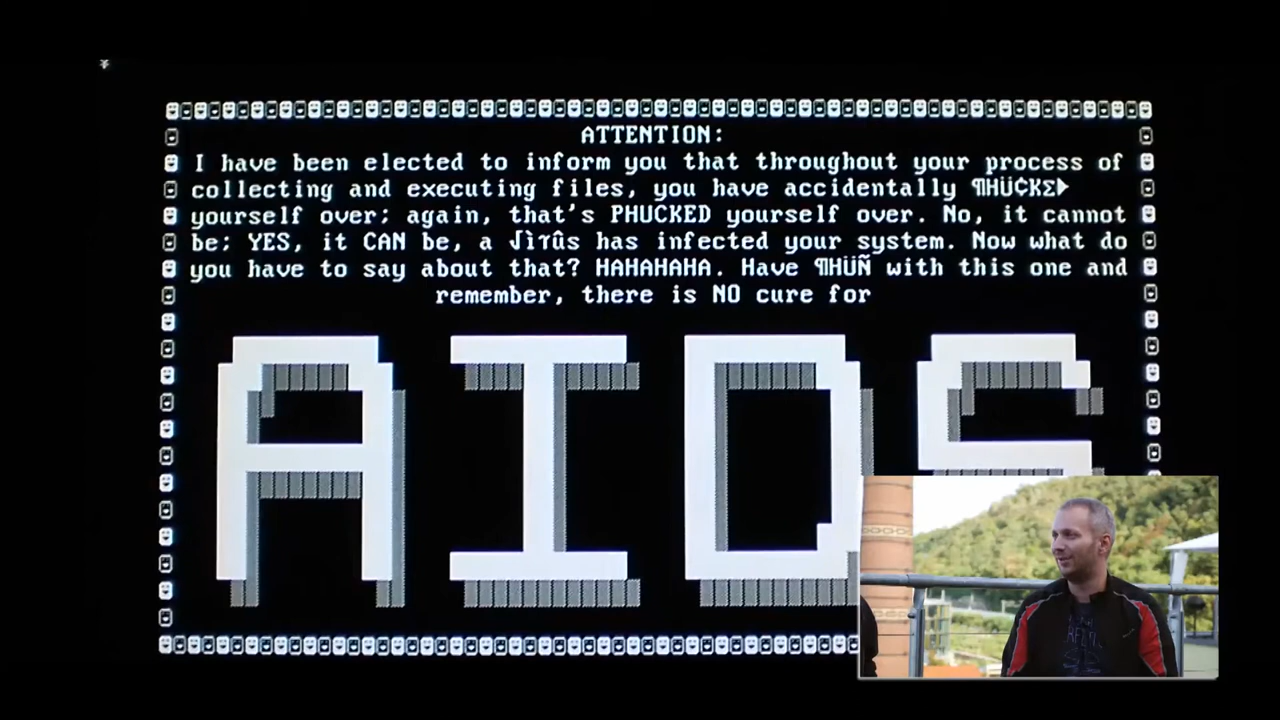 ATTENTION:
I have been elected to inform you that throughout your process of
collecting and executing files, you have accidentally ¶HÜ¢KΣ►
yourself over; again, that's PHUCKED yourself over. No, it cannot
be; YES, it CAN be, a √ìτûs has infected your system. Now what do
you have to say about that? HAHAHAHA. Have ¶HÜÑ with this one and
remember, there is NO cure for
AIDS